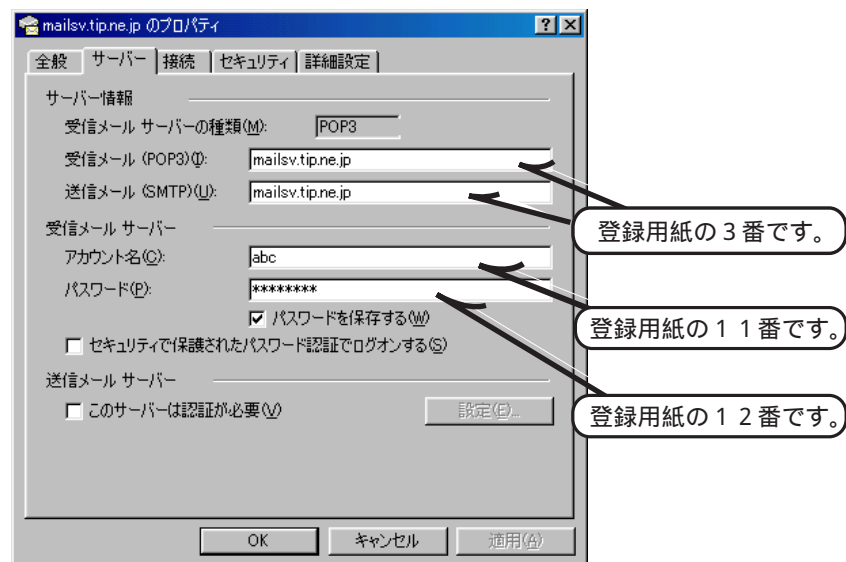 mailsv.tip.ne.jp のプロパティ
全般 サーバー 接続 セキュリティ 詳細設定
サーバー情報
受信メール サーバーの種類(M): POP3
受信メール (POP3)(I): mailsv.tip.ne.jp
送信メール (SMTP)(U): mailsv.tip.ne.jp
登録用紙の３番です。
受信メール サーバー
アカウント名(C): abc
パスワード(P): ********
登録用紙の１１番です。
パスワードを保存する(W)
セキュリティで保護されたパスワード認証でログオンする(S)
送信メール サーバー
このサーバーは認証が必要(V) 設定(E)...
登録用紙の１２番です。
OK キャンセル 適用(A)